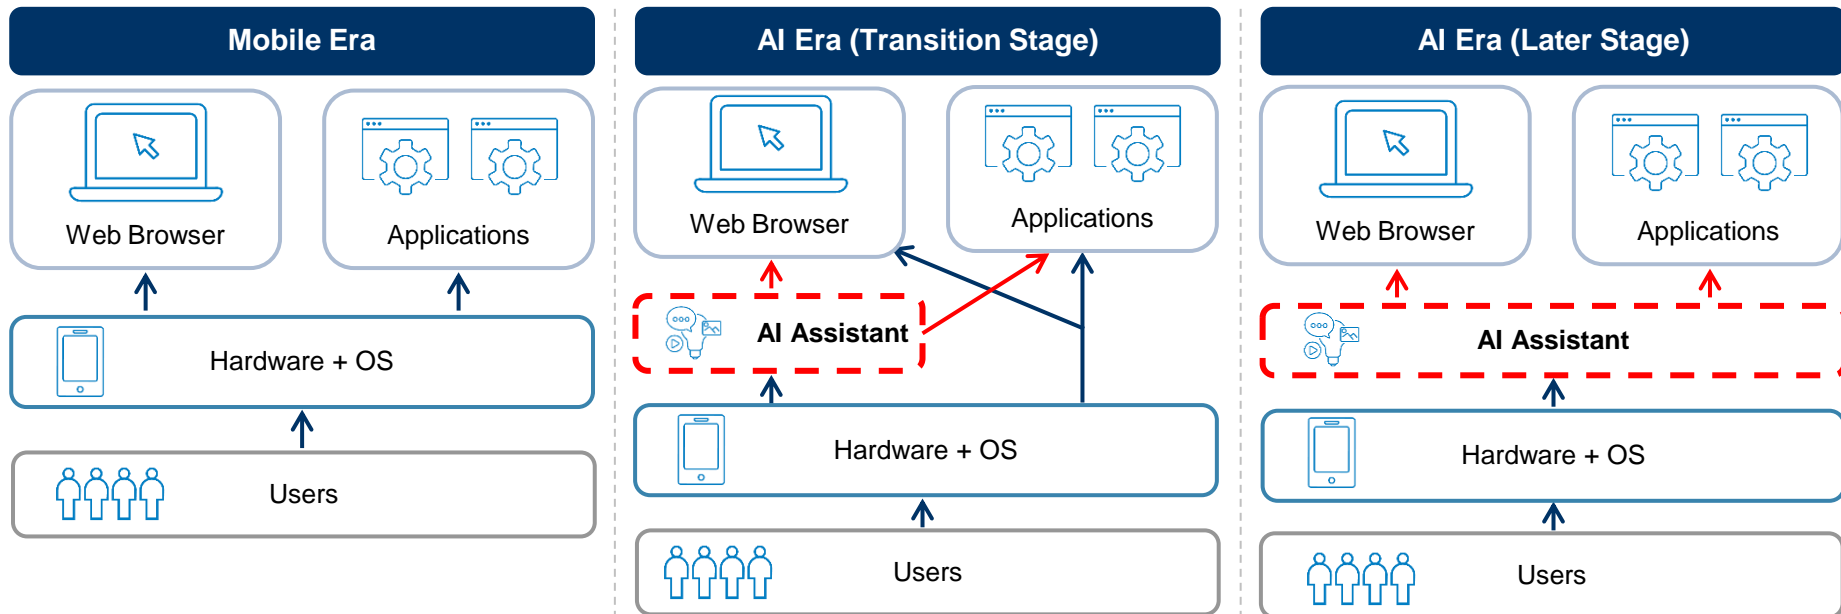 Mobile Era
Web Browser
Applications
Hardware + OS
Users
AI Era (Transition Stage)
Web Browser
Applications
AI Assistant
Hardware + OS
Users
AI Era (Later Stage)
Web Browser
Applications
AI Assistant
Hardware + OS
Users